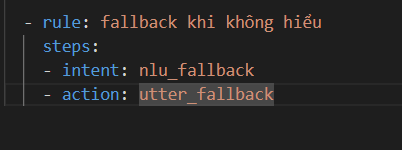 - rule: fallback khi không hiểu
steps:
- intent: nlu_fallback
- action: utter_fallback